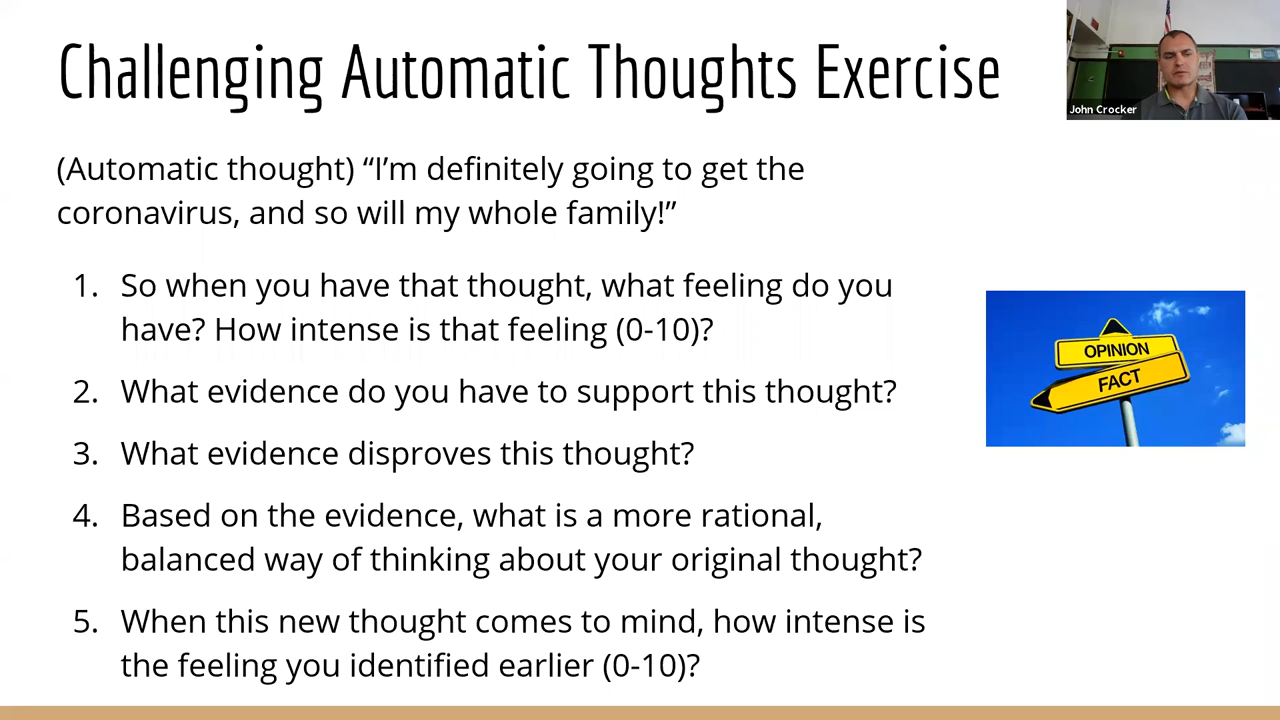 Challenging Automatic Thoughts Exercise
John Crocker
(Automatic thought) “I’m definitely going to get the
coronavirus, and so will my whole family!”
1. So when you have that thought, what feeling do you
have? How intense is that feeling (0-10)?
2. What evidence do you have to support this thought?
3. What evidence disproves this thought?
4. Based on the evidence, what is a more rational,
balanced way of thinking about your original thought?
5. When this new thought comes to mind, how intense is
the feeling you identified earlier (0-10)?
OPINION
FACT